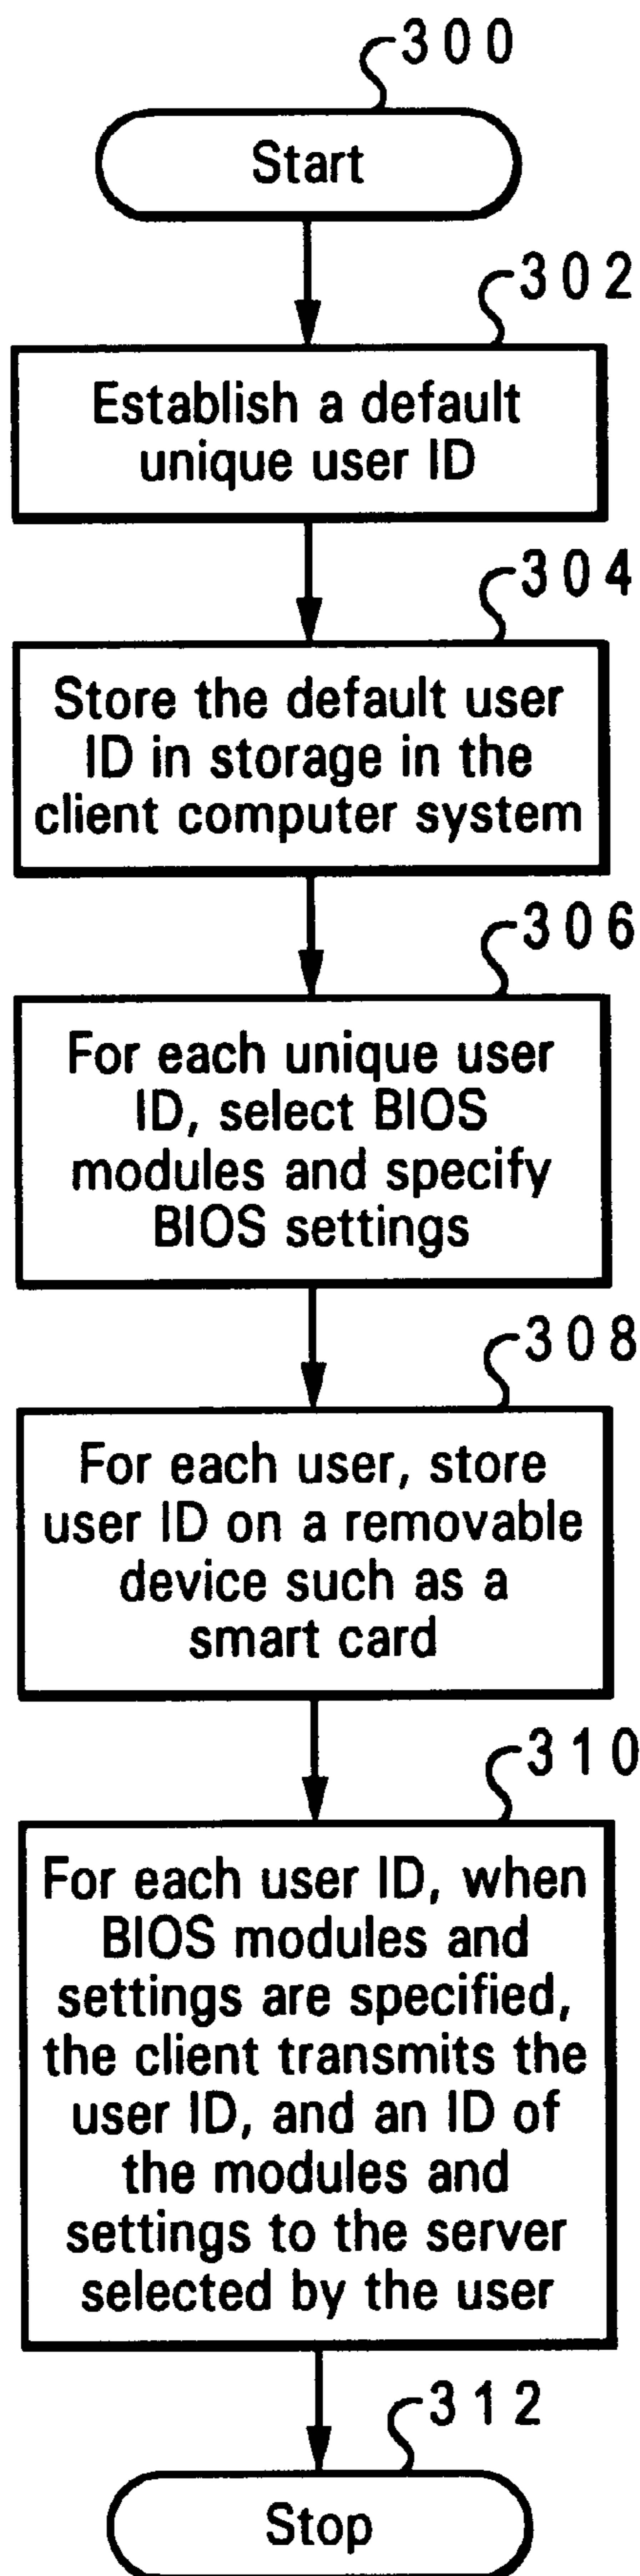 300
Start
302
Establish a default
unique user ID
304
Store the default user
ID in storage in the
client computer system
306
For each unique user
ID, select BIOS
modules and specify
BIOS settings
308
For each user, store
user ID on a removable
device such as a
smart card
310
For each user ID, when
BIOS modules and
settings are specified,
the client transmits the
user ID, and an ID of
the modules and
settings to the server
selected by the user
312
Stop